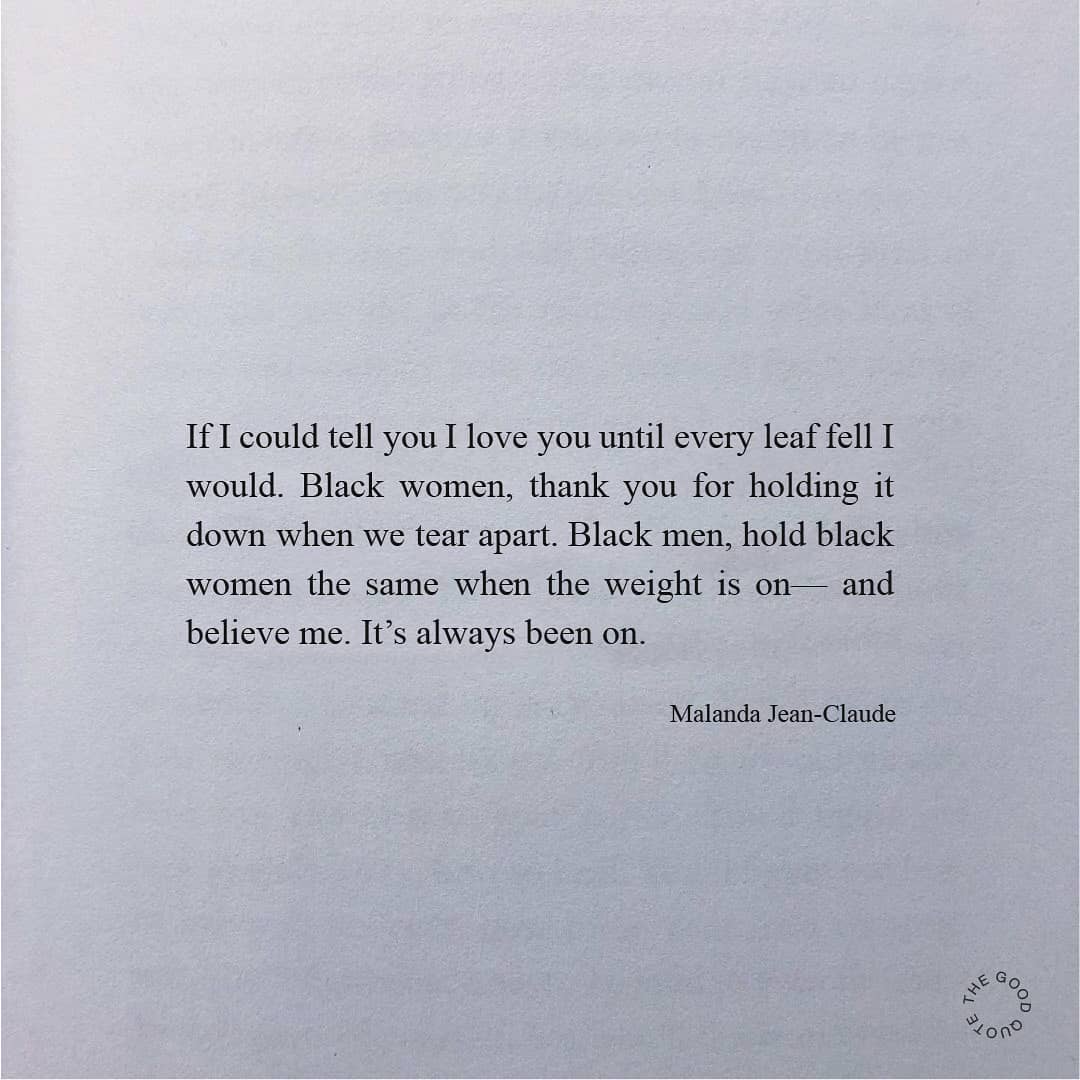 If I could tell you I love you until every leaf fell I
would. Black women, thank you for holding it
down when we tear apart. Black men, hold black
women the same when the weight is on— and
believe me. It’s always been on.
Malanda Jean-Claude
THE GOOD QUOTE